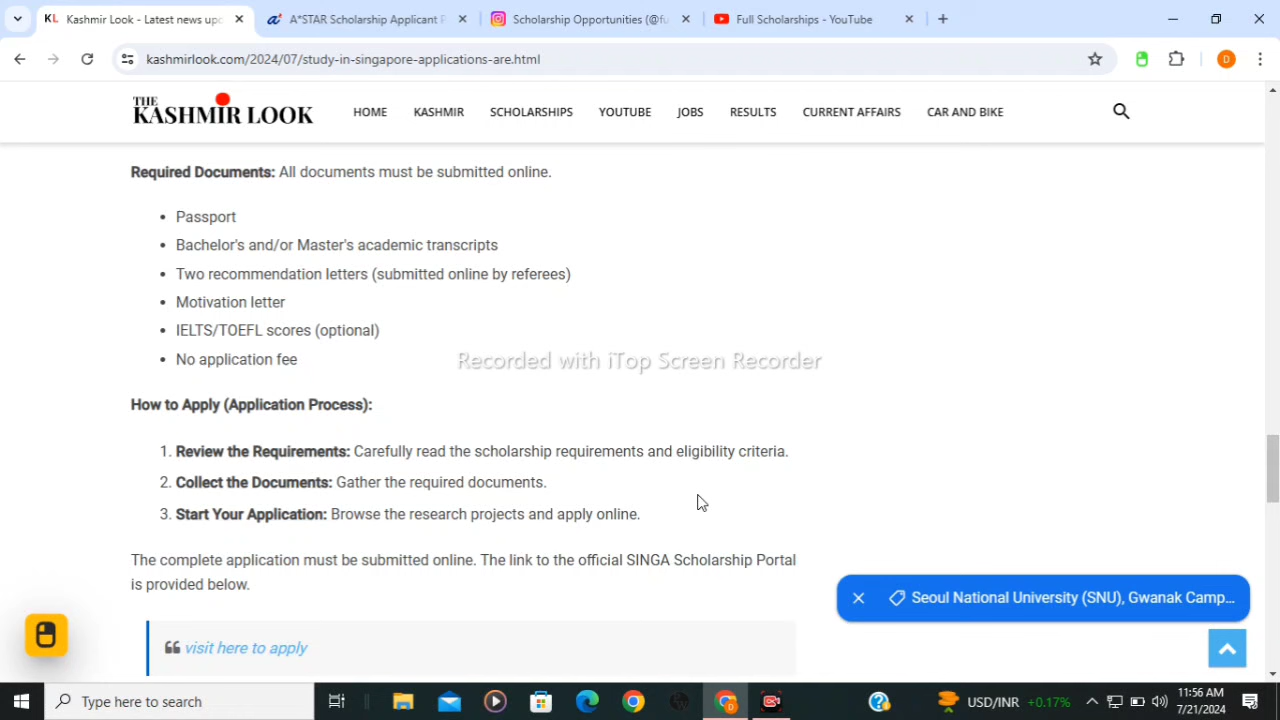 Kashmir Look - Latest news upc
A*STAR Scholarship Applicant P
Scholarship Opportunities (@fu
Full Scholarships - YouTube
kashmirlook.com/2024/07/study-in-singapore-applications-are.html
D
THE
KASHMIR LOOK
HOME KASHMIR SCHOLARSHIPS YOUTUBE JOBS RESULTS CURRENT AFFAIRS CAR AND BIKE
Required Documents: All documents must be submitted online.
• Passport
• Bachelor's and/or Master's academic transcripts
• Two recommendation letters (submitted online by referees)
• Motivation letter
• IELTS/TOEFL scores (optional)
• No application fee
Recorded with iTop Screen Recorder
How to Apply (Application Process):
1. Review the Requirements: Carefully read the scholarship requirements and eligibility criteria.
2. Collect the Documents: Gather the required documents.
3. Start Your Application: Browse the research projects and apply online.
The complete application must be submitted online. The link to the official SINGA Scholarship Portal
is provided below.
Seoul National University (SNU), Gwanak Camp...
visit here to apply
Type here to search
USD/INR +0.17%
11:56 AM
7/21/2024